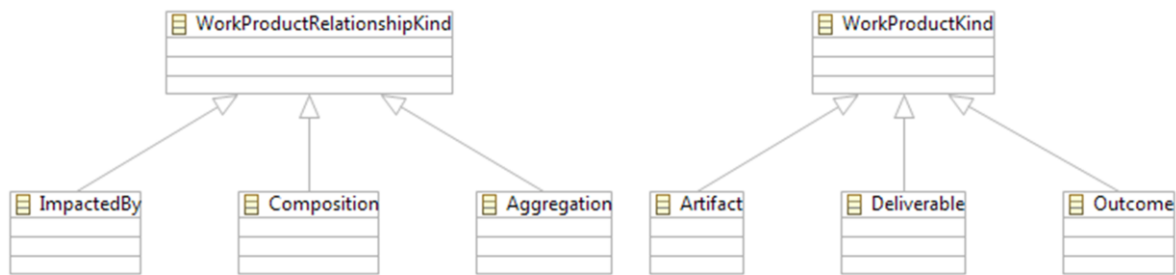 WorkProductRelationshipKind
WorkProductKind
ImpactedBy
Composition
Aggregation
Artifact
Deliverable
Outcome